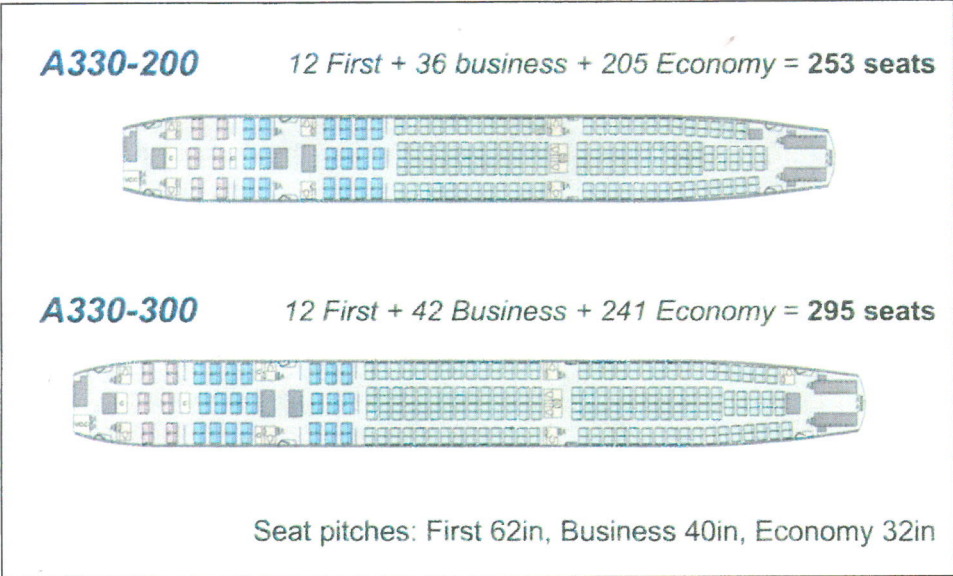 A330-200
12 First + 36 business + 205 Economy = 253 seats
A330-300
12 First + 42 Business + 241 Economy = 295 seats
Seat pitches: First 62in, Business 40in, Economy 32in